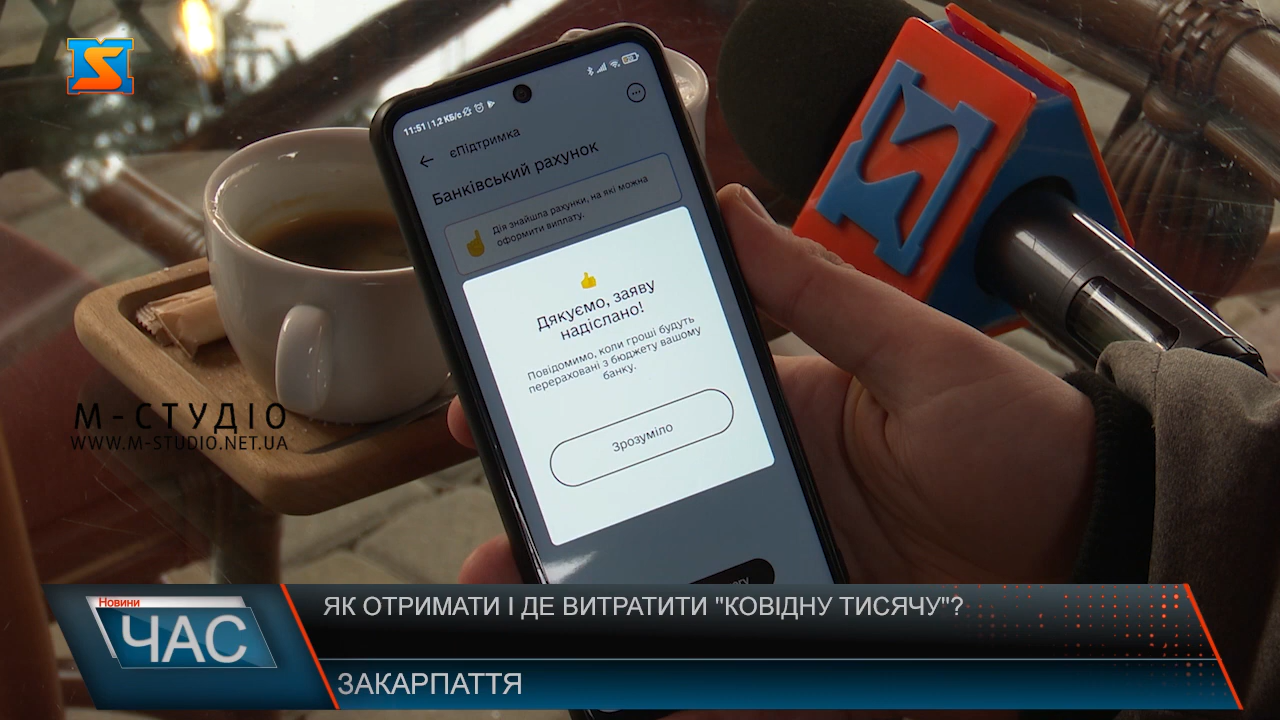 11:51 | 1,2 КБ/с
єПідтримка
Банківський рахунок
Дія знайшла рахунки, на які можна
оформити виплату.
Дякуємо, заяву
надіслано!
Повідомимо, коли гроші будуть
перераховані з бюджету вашому
банку.
Зрозуміло
М-СТУДІО
WWW.M-STUDIO.NET.UA
Новини
ЧАС
ЯК ОТРИМАТИ І ДЕ ВИТРАТИТИ "КОВІДНУ ТИСЯЧУ"?
ЗАКАРПАТТЯ